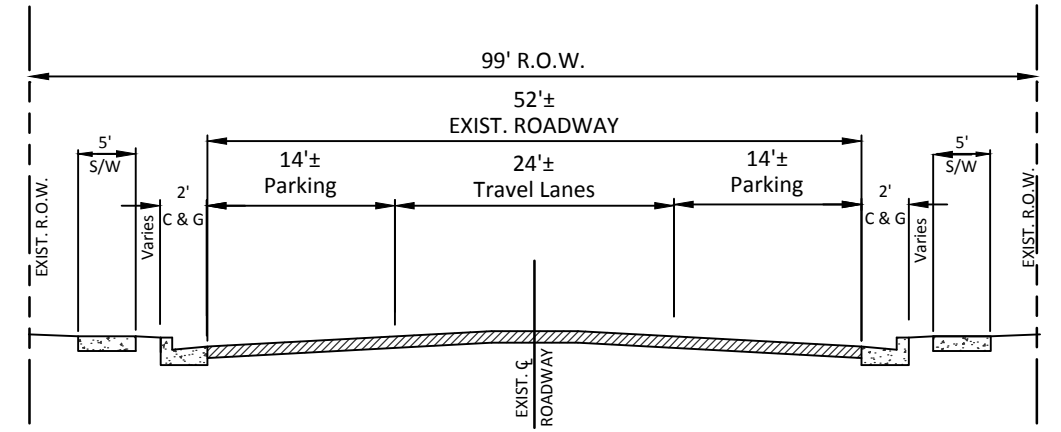 99' R.O.W.
52'±
EXIST. ROADWAY
5'
S/W
14'±
Parking
24'±
Travel Lanes
14'±
Parking
5'
S/W
2'
C & G
2'
C & G
EXIST. R.O.W.
Varies
Varies
EXIST. R.O.W.
EXIST. ℄
ROADWAY